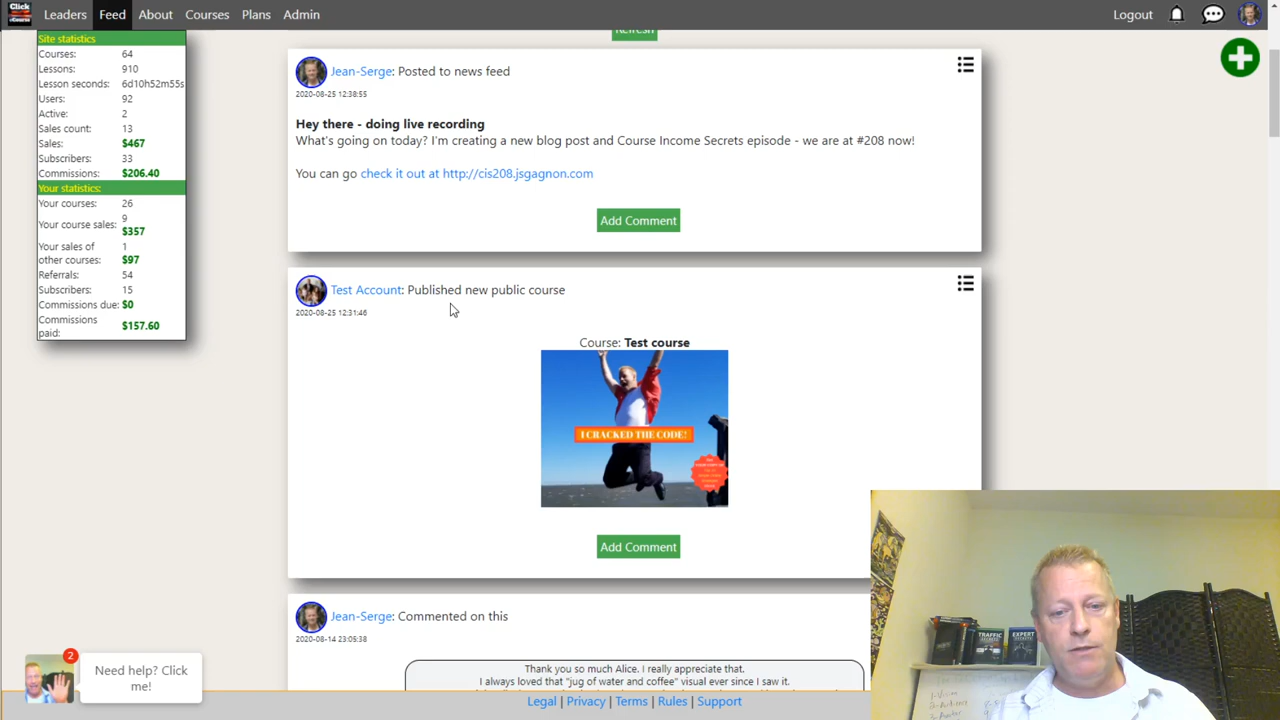 Click
eCourse
Leaders Feed About Courses Plans Admin Logout
Refresh
Site statistics
Courses: 64
Lessons: 910
Lesson seconds: 6d10h52m55s
Users: 92
Active: 2
Sales count: 13
Sales: $467
Subscribers: 33
Commissions: $206.40
Your statistics:
Your courses: 26
Your course sales: 9
$357
Your sales of other courses: 1
$97
Referrals: 54
Subscribers: 15
Commissions due: $0
Commissions paid: $157.60
Jean-Serge: Posted to news feed
2020-08-25 12:38:55
Hey there - doing live recording
What's going on today? I'm creating a new blog post and Course Income Secrets episode - we are at #208 now!
You can go check it out at http://cis208.jsgagnon.com
Add Comment
Test Account: Published new public course
2020-08-25 12:31:46
Course: Test course
I CRACKED THE CODE!
Add Comment
Jean-Serge: Commented on this
2020-08-14 23:05:38
Thank you so much Alice. I really appreciate that.
I always loved that "jug of water and coffee" visual ever since I saw it.
2
Need help? Click
me!
Legal | Privacy | Terms | Rules | Support
TRAFFIC
SECRETS
EXPERT
SECRETS